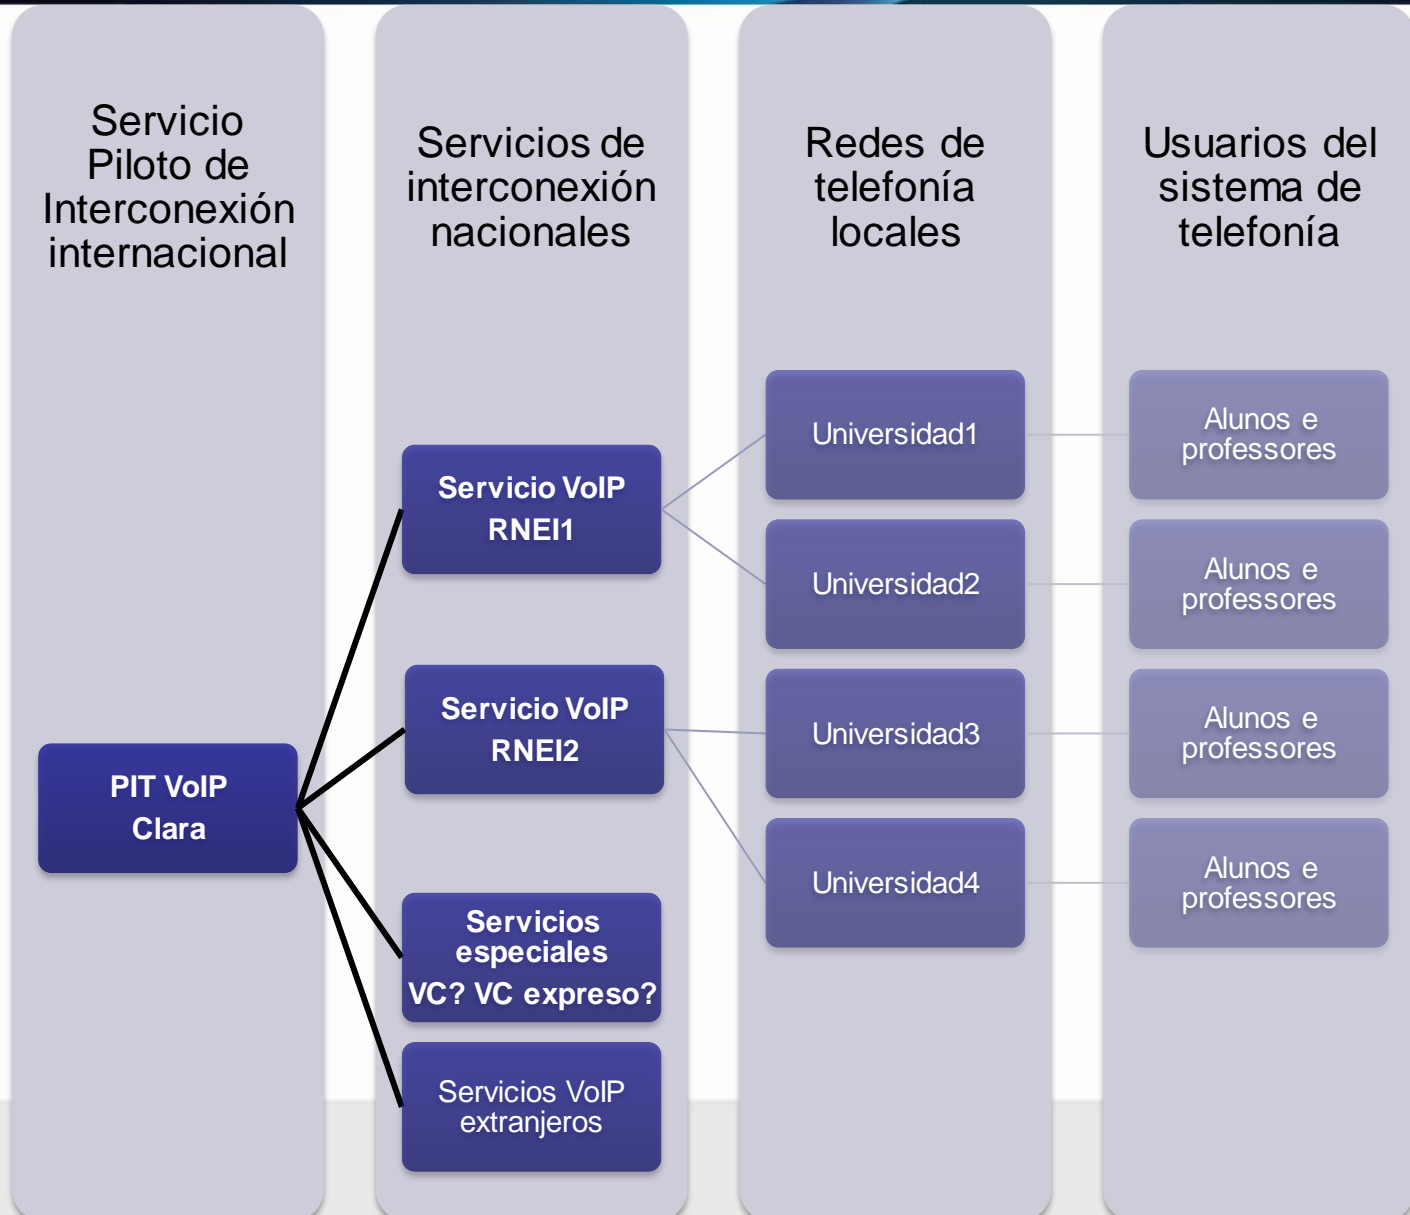 Servicio
Piloto de
Interconexión
internacional
Servicios de
interconexión
nacionales
Redes de
telefonía
locales
Usuarios del
sistema de
telefonía
PIT VoIP
Clara
Servicio VoIP
RNEI1
Servicio VoIP
RNEI2
Servicios
especiales
VC? VC expreso?
Servicios VoIP
extranjeros
Universidad1
Universidad2
Universidad3
Universidad4
Alunos e
professores
Alunos e
professores
Alunos e
professores
Alunos e
professores